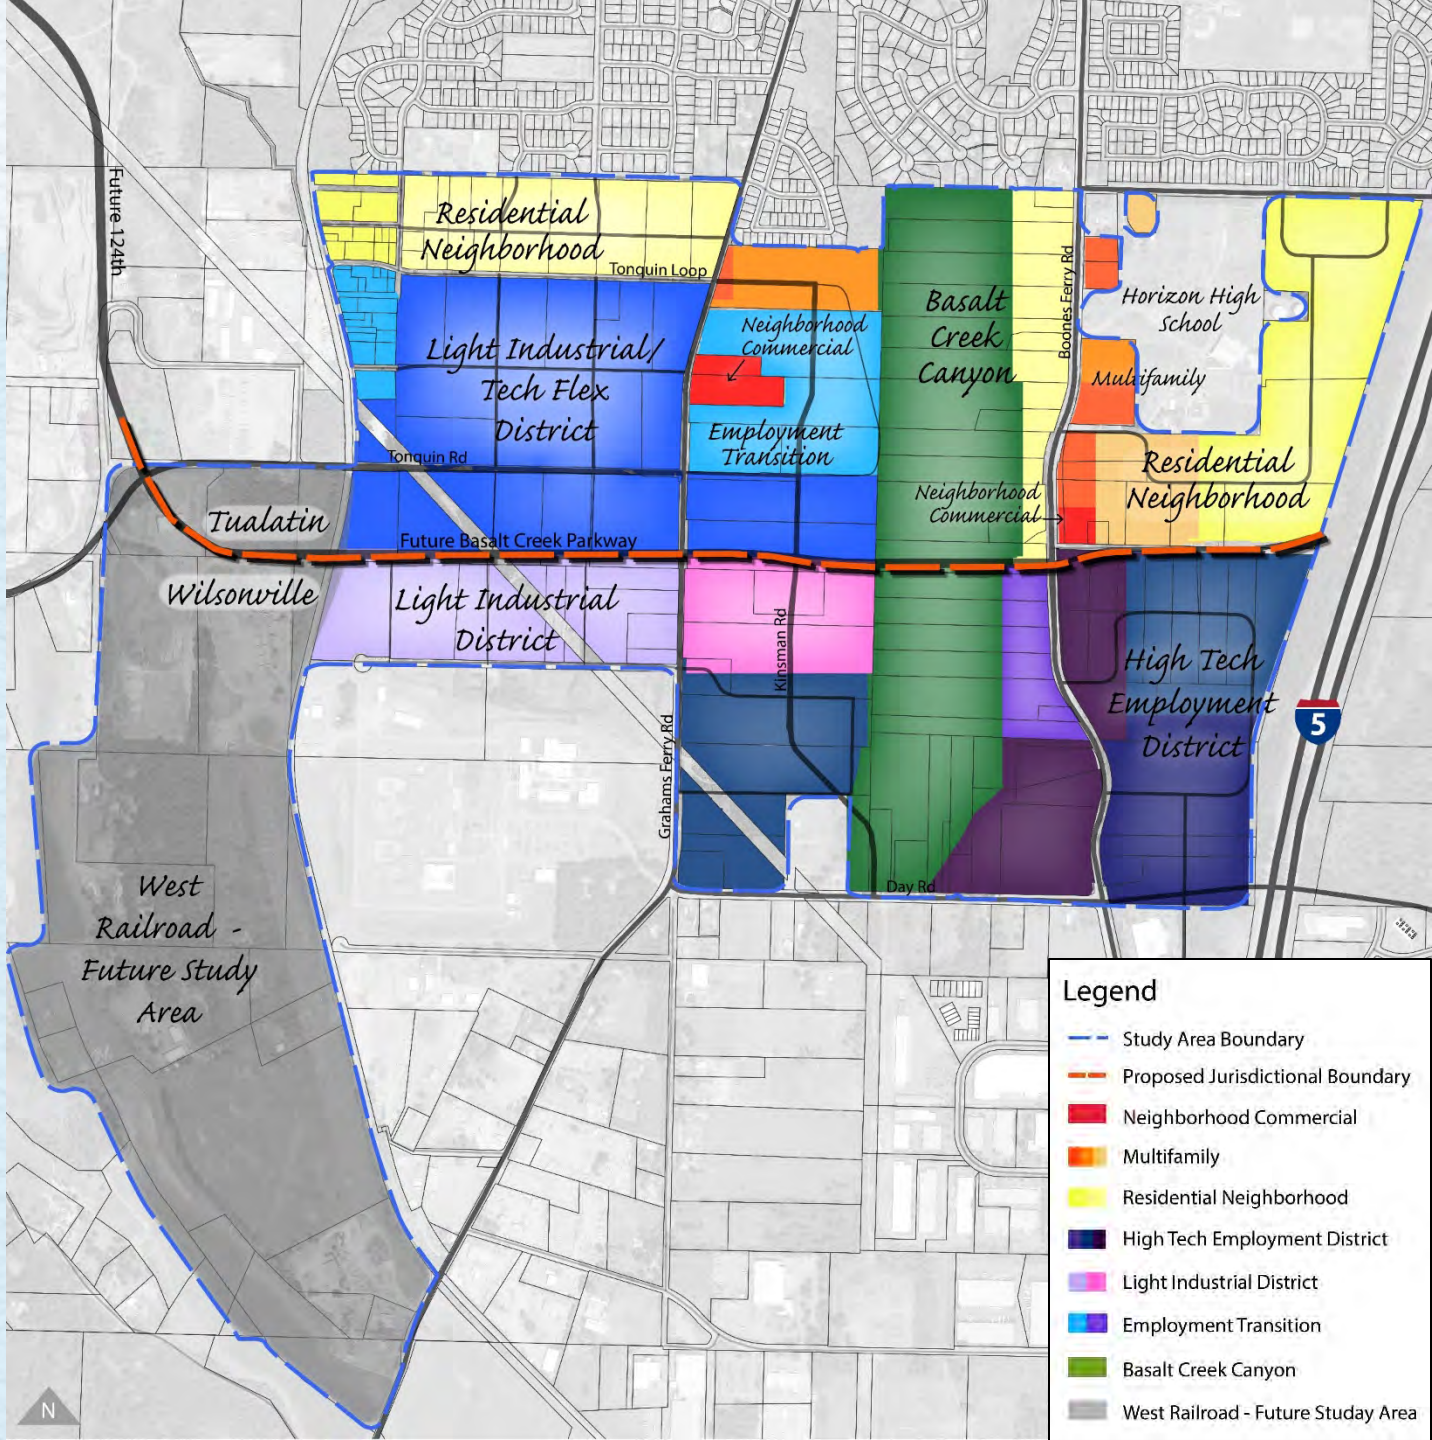 Future 124th
Residential
Neighborhood
Tonquin Loop
Light Industrial/
Tech Flex
District
Neighborhood
Commercial
Employment
Transition
Basalt
Creek
Canyon
Boones Ferry Rd
Horizon High
School
Multifamily
Residential
Neighborhood
Neighborhood
Commercial
Tonquin Rd
Tualatin
Future Basalt Creek Parkway
Wilsonville
Light Industrial
District
Kinsman Rd
Grahams Ferry Rd
High Tech
Employment
District
5
Day Rd
West
Railroad -
Future Study
Area
N
Legend
Study Area Boundary
Proposed Jurisdictional Boundary
Neighborhood Commercial
Multifamily
Residential Neighborhood
High Tech Employment District
Light Industrial District
Employment Transition
Basalt Creek Canyon
West Railroad - Future Studay Area